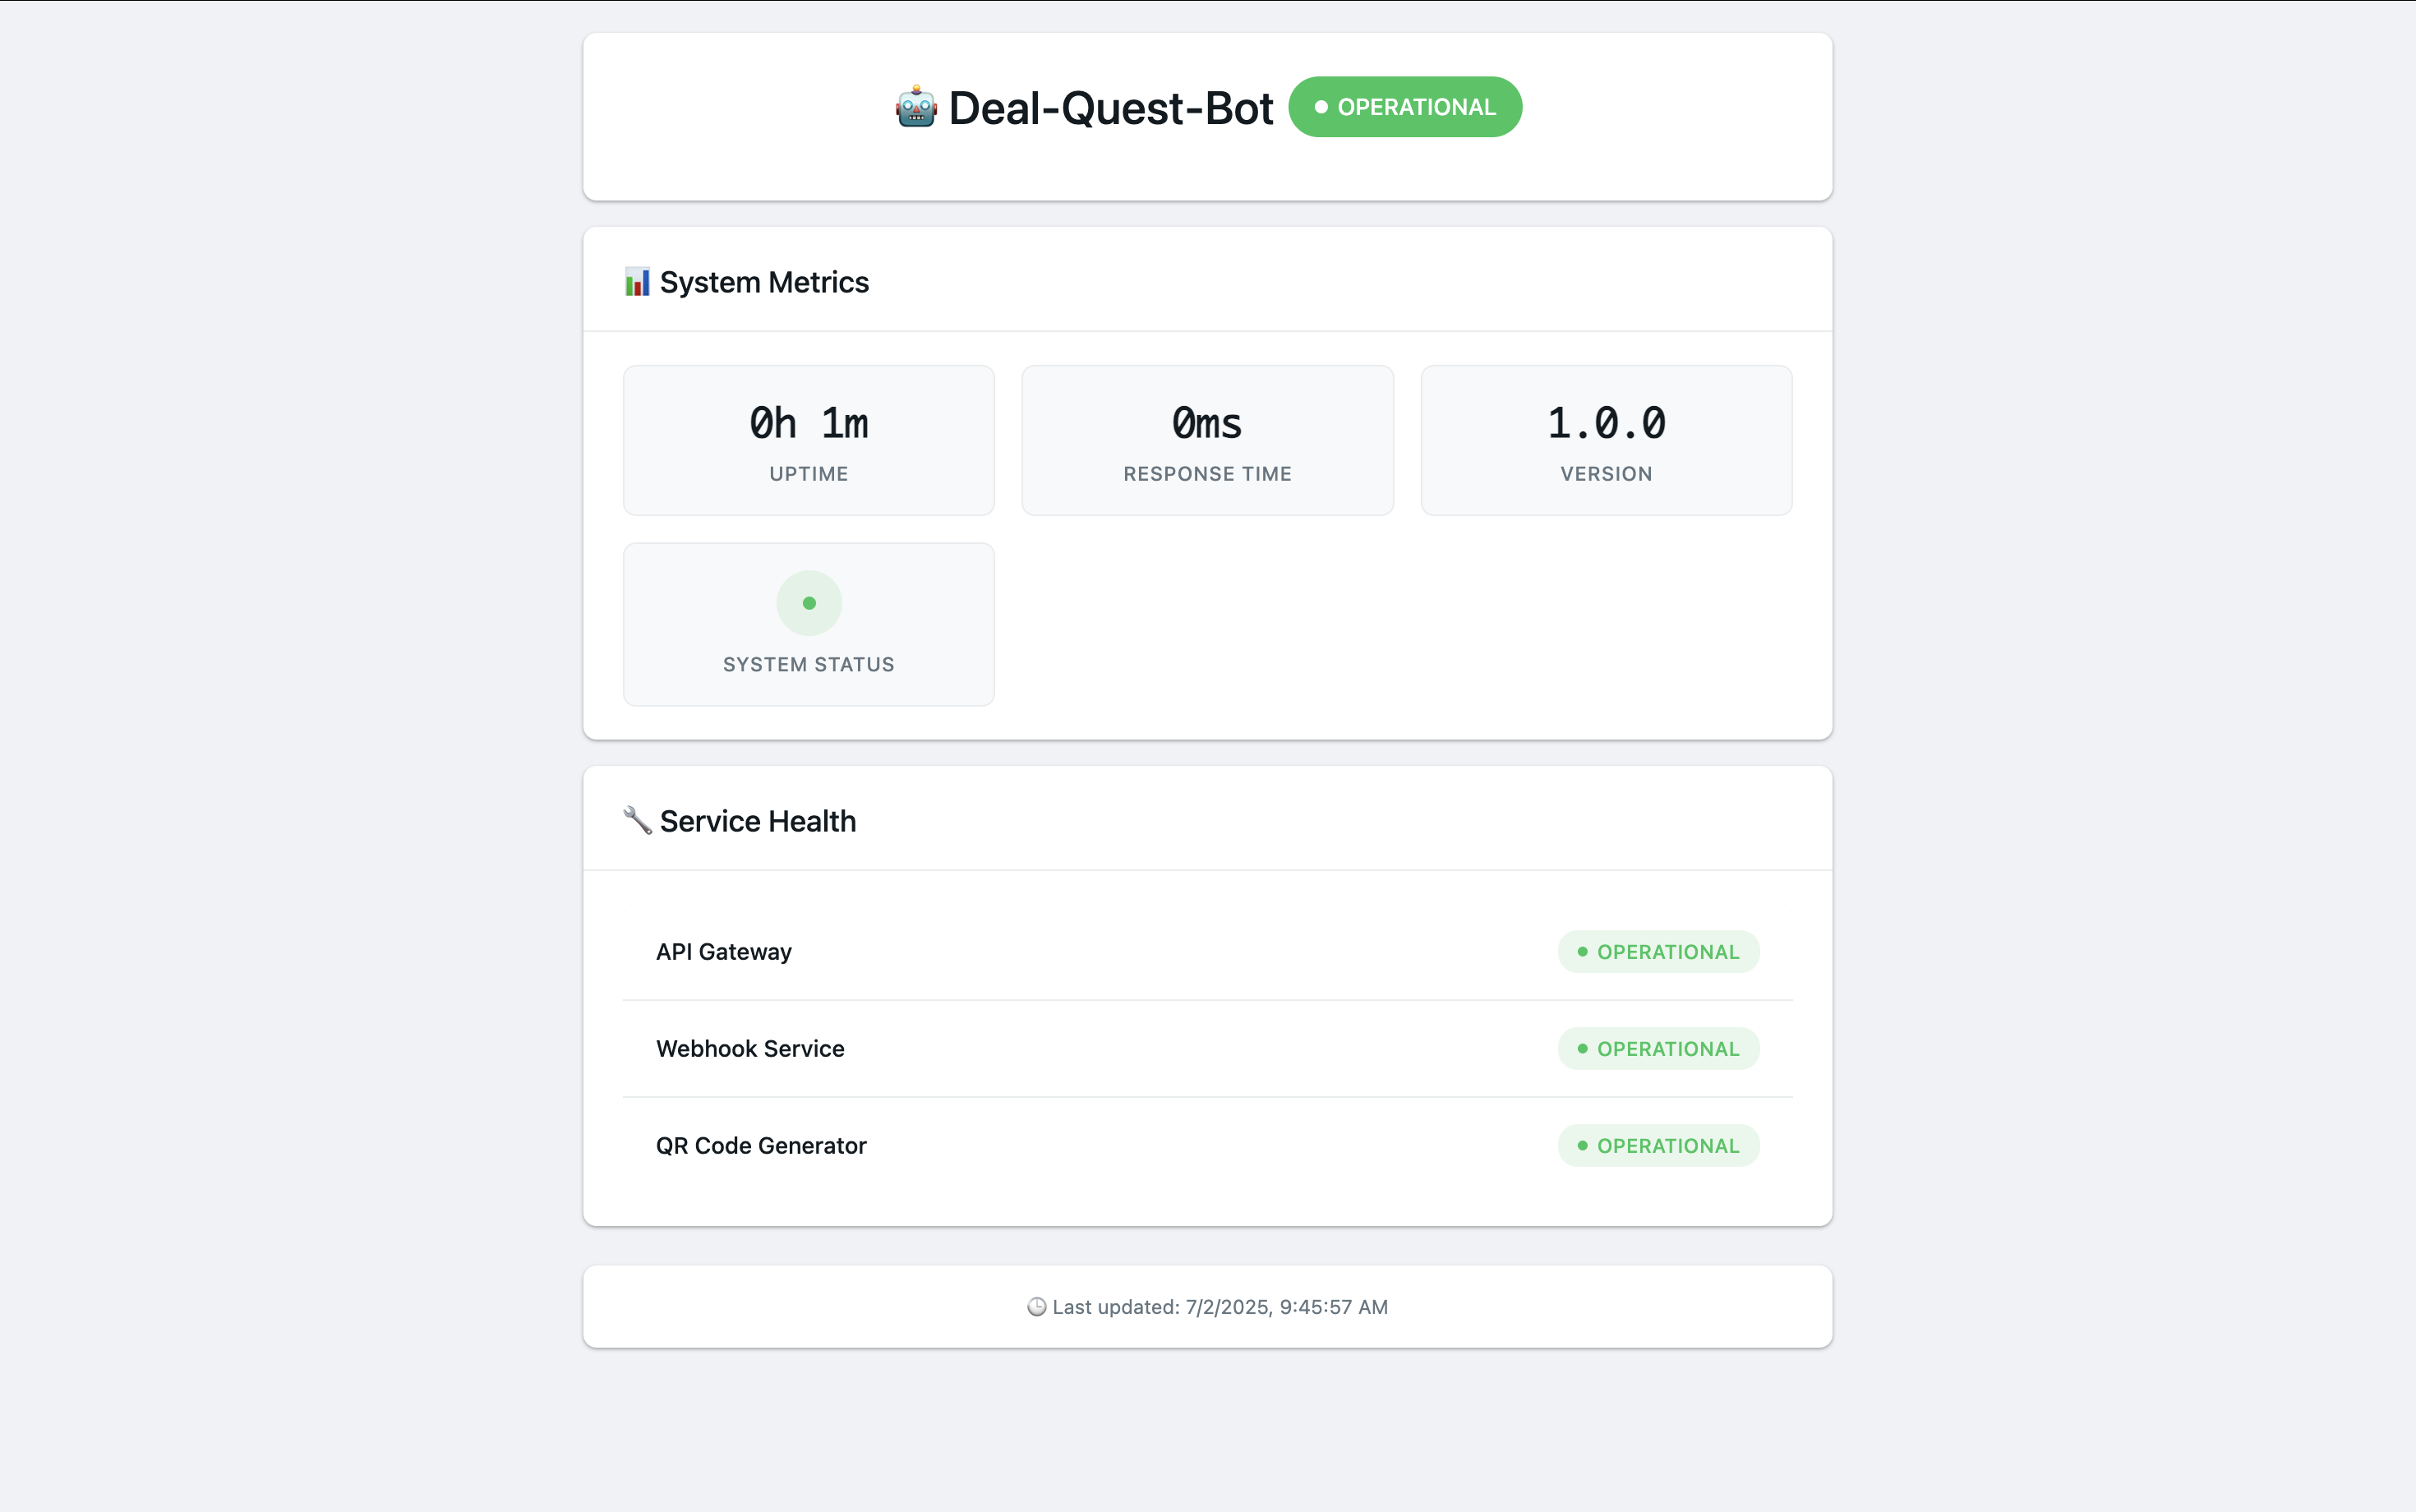 Deal-Quest-Bot OPERATIONAL
System Metrics
0h 1m
UPTIME
0ms
RESPONSE TIME
1.0.0
VERSION
SYSTEM STATUS
Service Health
API Gateway OPERATIONAL
Webhook Service OPERATIONAL
QR Code Generator OPERATIONAL
Last updated: 7/2/2025, 9:45:57 AM